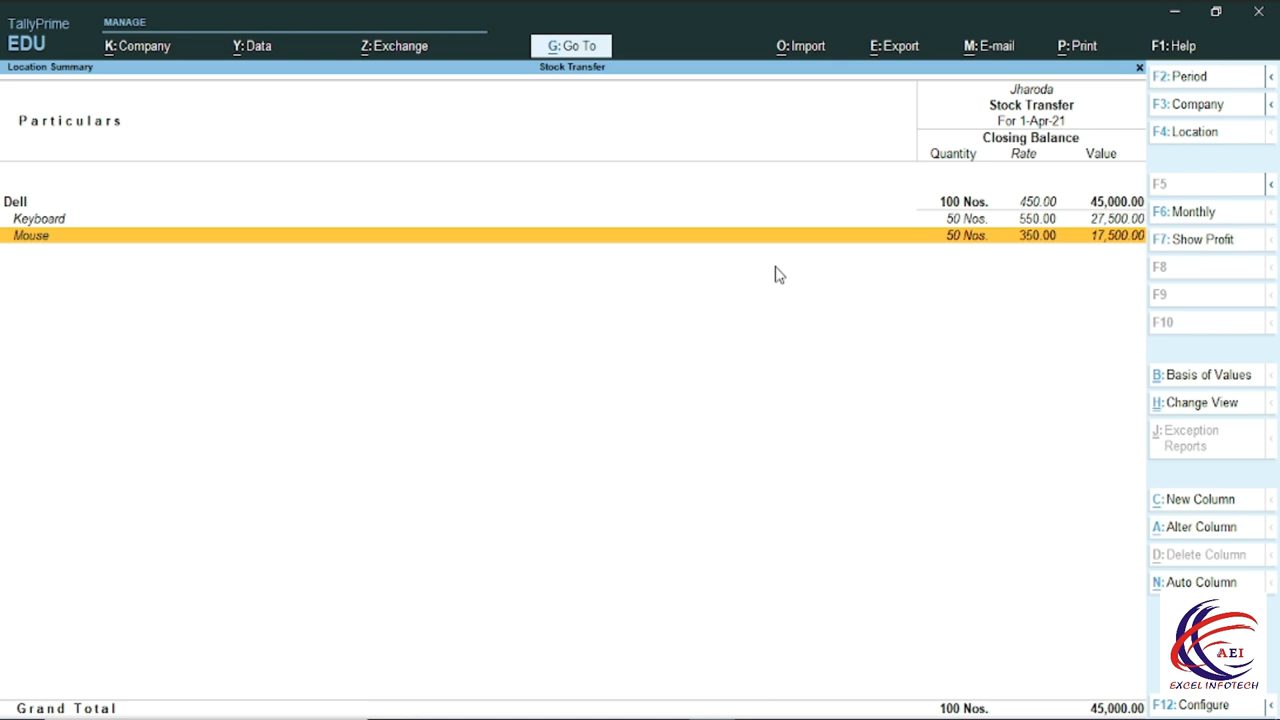 TallyPrime
EDU
MANAGE
K: Company Y: Data Z: Exchange G: Go To O: Import E: Export M: E-mail P: Print F1: Help
Location Summary Stock Transfer x
Particulars
Jharoda
Stock Transfer
For 1-Apr-21
Closing Balance
Quantity Rate Value
Dell 100 Nos. 450.00 45,000.00
Keyboard 50 Nos. 550.00 27,500.00
Mouse 50 Nos. 350.00 17,500.00
Grand Total 100 Nos. 45,000.00
F2: Period
F3: Company
F4: Location
F5
F6: Monthly
F7: Show Profit
F8
F9
F10
B: Basis of Values
H: Change View
J: Exception
Reports
C: New Column
A: Alter Column
D: Delete Column
N: Auto Column
AEI
EXCEL INFOTECH
F12: Configure